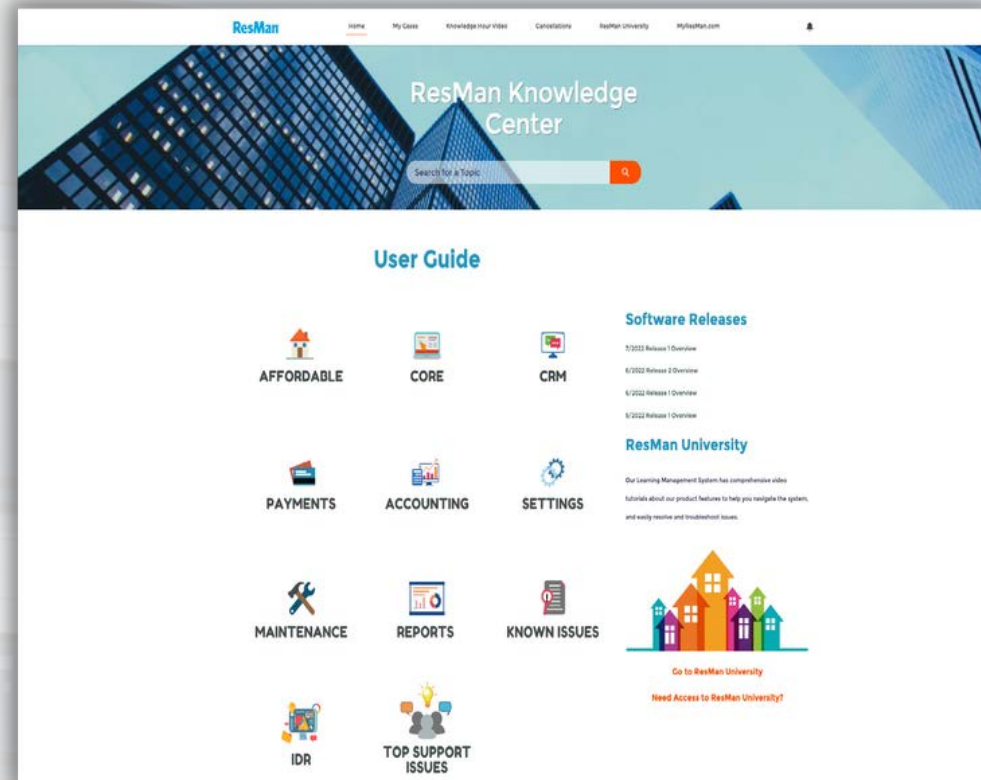 ResMan
Home My Cases Knowledge Hour Video Cancellations ResMan University MyResMan.com
ResMan Knowledge
Center
Search for a Topic
User Guide
AFFORDABLE CORE CRM
PAYMENTS ACCOUNTING SETTINGS
MAINTENANCE REPORTS KNOWN ISSUES
IDR TOP SUPPORT
ISSUES
Software Releases
7/2022 Release 1 Overview
6/2022 Release 2 Overview
6/2022 Release 1 Overview
5/2022 Release 1 Overview
ResMan University
Our Learning Management System has comprehensive video
tutorials about our product features to help you navigate the system,
and easily resolve and troubleshoot issues.
Go to ResMan University
Need Access to ResMan University?